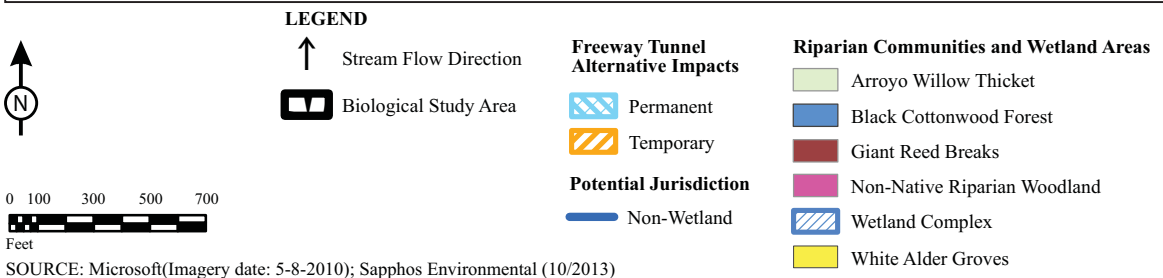 LEGEND
N
Stream Flow Direction
Biological Study Area
Freeway Tunnel
Alternative Impacts
Permanent
Temporary
Potential Jurisdiction
Non-Wetland
Riparian Communities and Wetland Areas
Arroyo Willow Thicket
Black Cottonwood Forest
Giant Reed Breaks
Non-Native Riparian Woodland
Wetland Complex
White Alder Groves
0 100 300 500 700
Feet
SOURCE: Microsoft(Imagery date: 5-8-2010); Sapphos Environmental (10/2013)